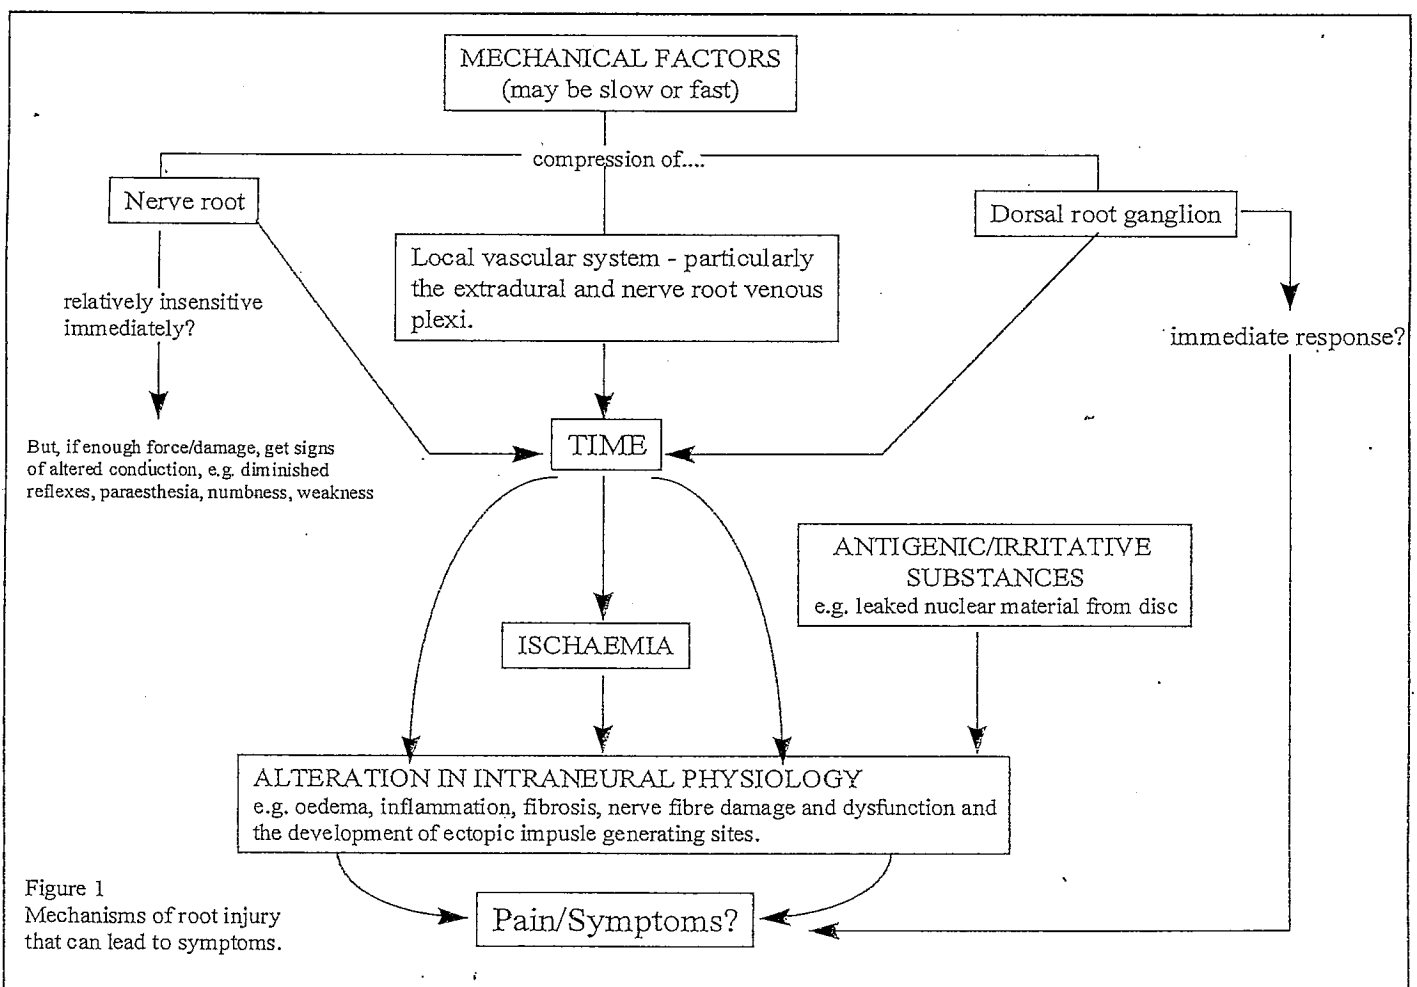 MECHANICAL FACTORS
(may be slow or fast)
compression of....
Nerve root
Dorsal root ganglion
Local vascular system - particularly
the extradural and nerve root venous
plexi.
relatively insensitive
immediately?
immediate response?
But, if enough force/damage, get signs
of altered conduction, e.g. diminished
reflexes, paraesthesia, numbness, weakness
TIME
ANTIGENIC/IRRITATIVE
SUBSTANCES
e.g. leaked nuclear material from disc
ISCHAEMIA
ALTERATION IN INTRANEURAL PHYSIOLOGY
e.g. oedema, inflammation, fibrosis, nerve fibre damage and dysfunction and
the development of ectopic impusle generating sites.
Pain/Symptoms?
Figure 1
Mechanisms of root injury
that can lead to symptoms.